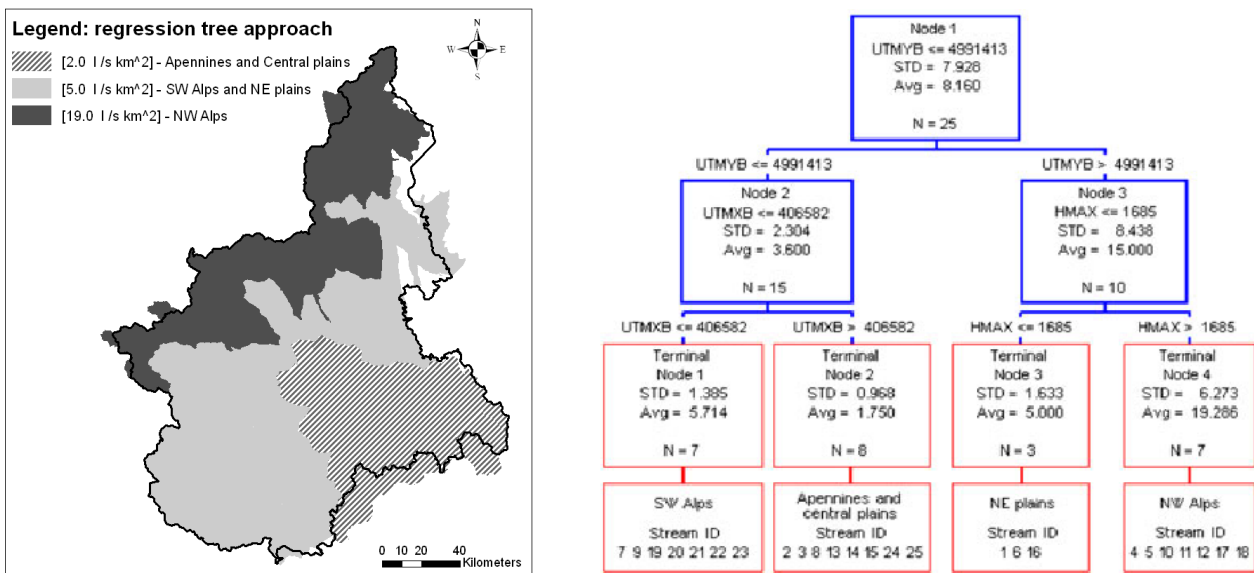 Legend: regression tree approach
[2.0 l /s km^2] - Apennines and Central plains
[5.0 l /s km^2] - SW Alps and NE plains
[19.0 l /s km^2] - NW Alps
N
W E
S
0 10 20 40
Kilometers
Node 1
UTMYB <= 4991413
STD = 7.928
Avg = 8.160
N = 25
UTMYB <= 4991413
UTMYB > 4991413
Node 2
UTMXB <= 406582
STD = 2.304
Avg = 3.600
N = 15
Node 3
HMAX <= 1685
STD = 8.438
Avg = 15.000
N = 10
UTMXB <= 406582
UTMXB > 406582
HMAX <= 1685
HMAX > 1685
Terminal
Node 1
STD = 1.385
Avg = 5.714
N = 7
Terminal
Node 2
STD = 0.968
Avg = 1.750
N = 8
Terminal
Node 3
STD = 1.633
Avg = 5.000
N = 3
Terminal
Node 4
STD = 6.273
Avg = 19.286
N = 7
SW Alps
Stream ID
7 9 19 20 21 22 23
Apennines and
central plains
Stream ID
2 3 8 13 14 15 24 25
NE plains
Stream ID
1 6 16
NW Alps
Stream ID
4 5 10 11 12 17 18